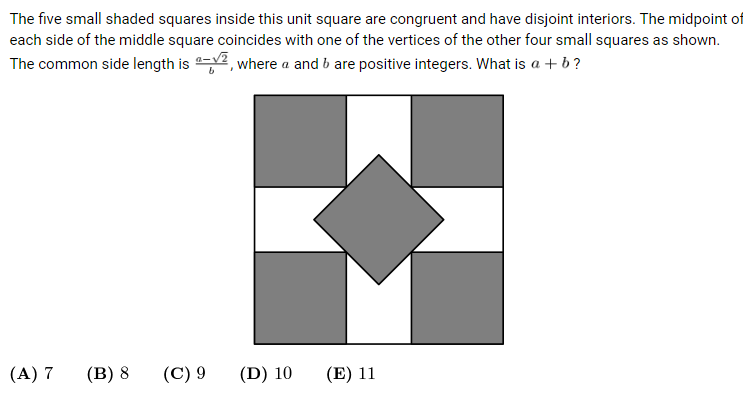 The five small shaded squares inside this unit square are congruent and have disjoint interiors. The midpoint of
each side of the middle square coincides with one of the vertices of the other four small squares as shown.
The common side length is \frac{a-\sqrt{2}}{b}, where a and b are positive integers. What is a + b?
(A) 7 (B) 8 (C) 9 (D) 10 (E) 11